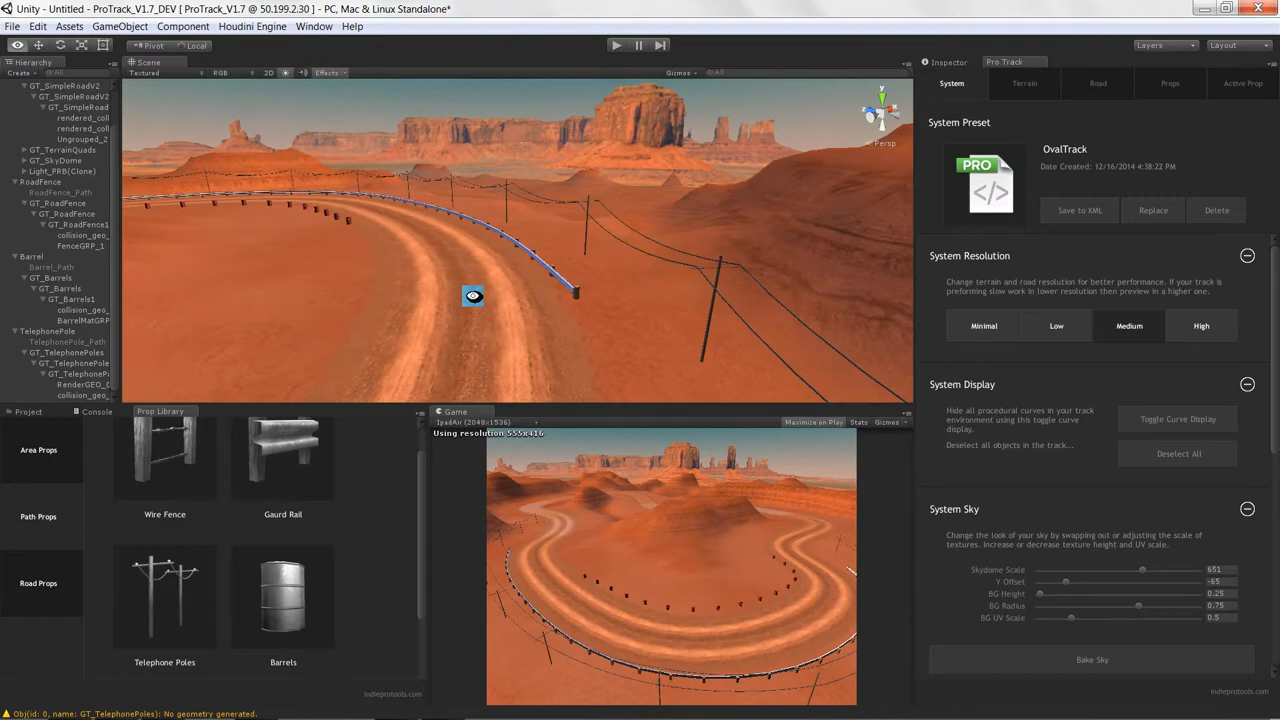 Unity - Untitled - ProTrack_V1.7_DEV [ ProTrack_V1.7 @ 50.199.2.30 ] - PC, Mac & Linux Standalone*
File Edit Assets GameObject Component Houdini Engine Window Help
Pivot Local Layers Layout
Hierarchy
Create All
GT_SimpleRoadV2
GT_SimpleRoadV2
GT_SimpleRoad
rendered_coll
rendered_coll
Ungrouped_2
GT_TerrainQuads
GT_SkyDome
Light_PRB(Clone)
RoadFence
RoadFence_Path
GT_RoadFence
GT_RoadFence
GT_RoadFence1
collision_geo_
FenceGRP_1
Barrel
Barrel_Path
GT_Barrels
GT_Barrels
GT_Barrels1
collision_geo_
BarrelMatGRP
TelephonePole
TelephonePole_Path
GT_TelephonePoles
GT_TelephonePole
GT_TelephonePo
RenderGEO_0
collision_geo_
Scene
Textured RGB 2D Effects Gizmos All
y
x
z
Persp
Project Console Prop Library
Area Props
Path Props
Road Props
Wire Fence
Gaurd Rail
Telephone Poles
Barrels
indieprotools.com
Game
IpadAir (2048x1536) Maximize on Play Stats Gizmos
Using resolution 555x416
Inspector Pro Track
System Terrain Road Props Active Prop
System Preset
PRO
</>
OvalTrack
Date Created: 12/16/2014 4:38:22 PM
Save to XML Replace Delete
System Resolution
Change terrain and road resolution for better performance. If your track is
preforming slow work in lower resolution then preview in a higher one.
Minimal Low Medium High
System Display
Hide all procedural curves in your track
environment using this toggle curve
display.
Deselect all objects in the track...
Toggle Curve Display
Deselect All
System Sky
Change the look of your sky by swapping out or adjusting the scale of
textures. Increase or decrease texture height and UV scale.
Skydome Scale 651
Y Offset -65
BG Height 0.25
BG Radius 0.75
BG UV Scale 0.5
Bake Sky
indieprotools.com
Obj(id: 0, name: GT_TelephonePoles): No geometry generated.